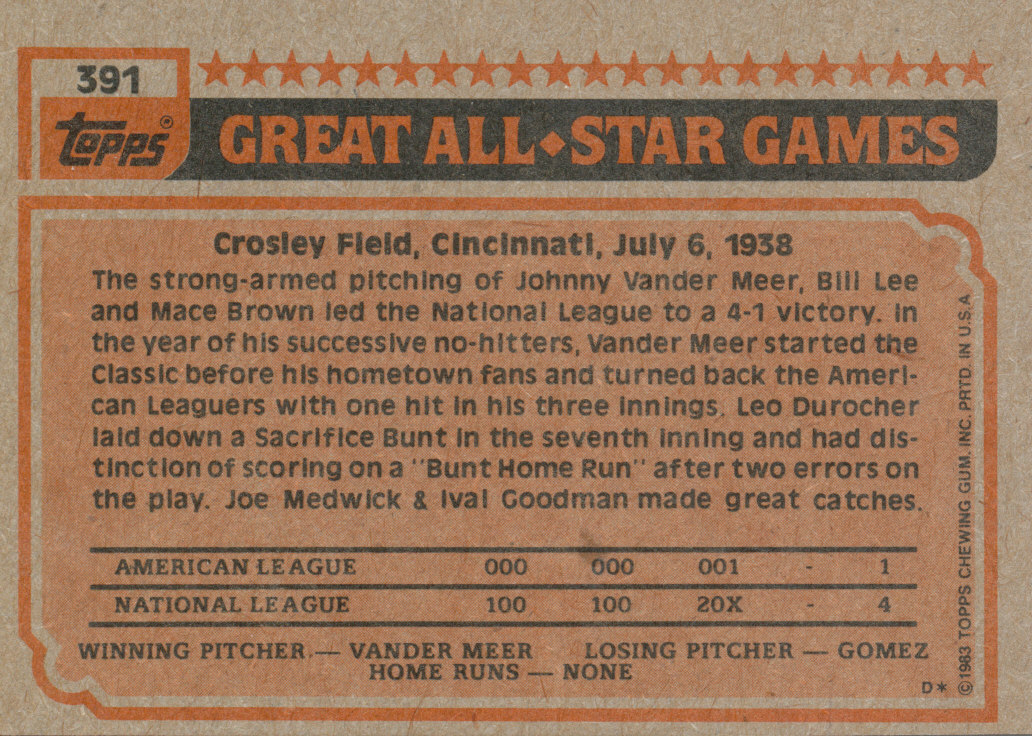 391
topps®
GREAT ALL◆STAR GAMES
Crosley Field, Cincinnati, July 6, 1938
The strong-armed pitching of Johnny Vander Meer, Bill Lee
and Mace Brown led the National League to a 4-1 victory. In
the year of his successive no-hitters, Vander Meer started the
Classic before his hometown fans and turned back the Ameri-
can Leaguers with one hit in his three innings. Leo Durocher
laid down a Sacrifice Bunt in the seventh inning and had dis-
tinction of scoring on a "Bunt Home Run" after two errors on
the play. Joe Medwick & Ival Goodman made great catches.
AMERICAN LEAGUE 000 000 001 - 1
NATIONAL LEAGUE 100 100 20X - 4
WINNING PITCHER — VANDER MEER LOSING PITCHER — GOMEZ
HOME RUNS — NONE
D*
©1983 TOPPS CHEWING GUM, INC. PRTD. IN U.S.A